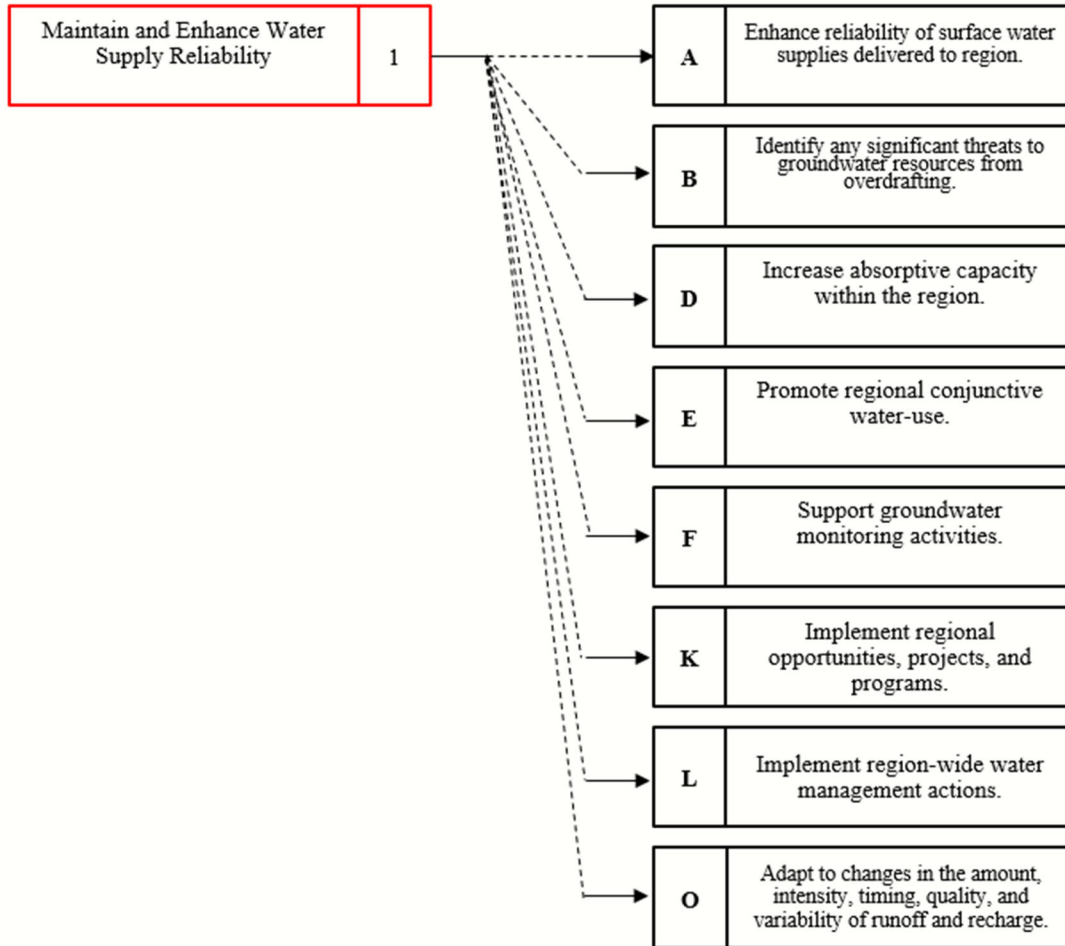 Maintain and Enhance Water
Supply Reliability
1
A
Enhance reliability of surface water
supplies delivered to region.
B
Identify any significant threats to
groundwater resources from
overdrafting.
D
Increase absorptive capacity
within the region.
E
Promote regional conjunctive
water-use.
F
Support groundwater
monitoring activities.
K
Implement regional
opportunities, projects, and
programs.
L
Implement region-wide water
management actions.
O
Adapt to changes in the amount,
intensity, timing, quality, and
variability of runoff and recharge.